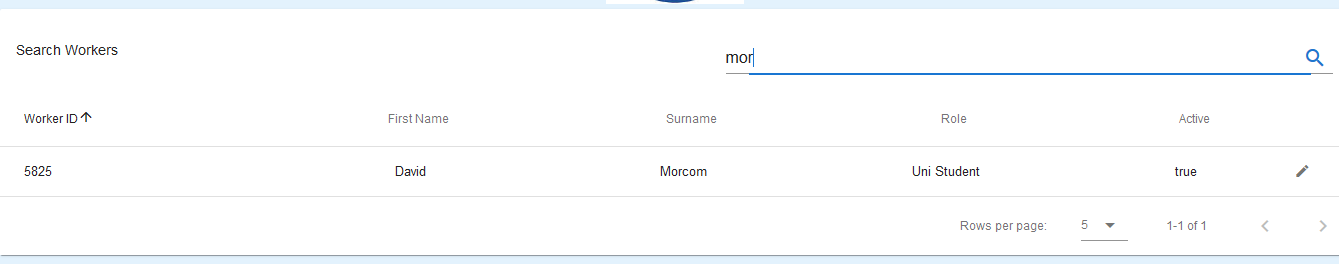 Search Workers
mor
Worker ID First Name Surname Role Active
5825 David Morcom Uni Student true
Rows per page: 5 1-1 of 1